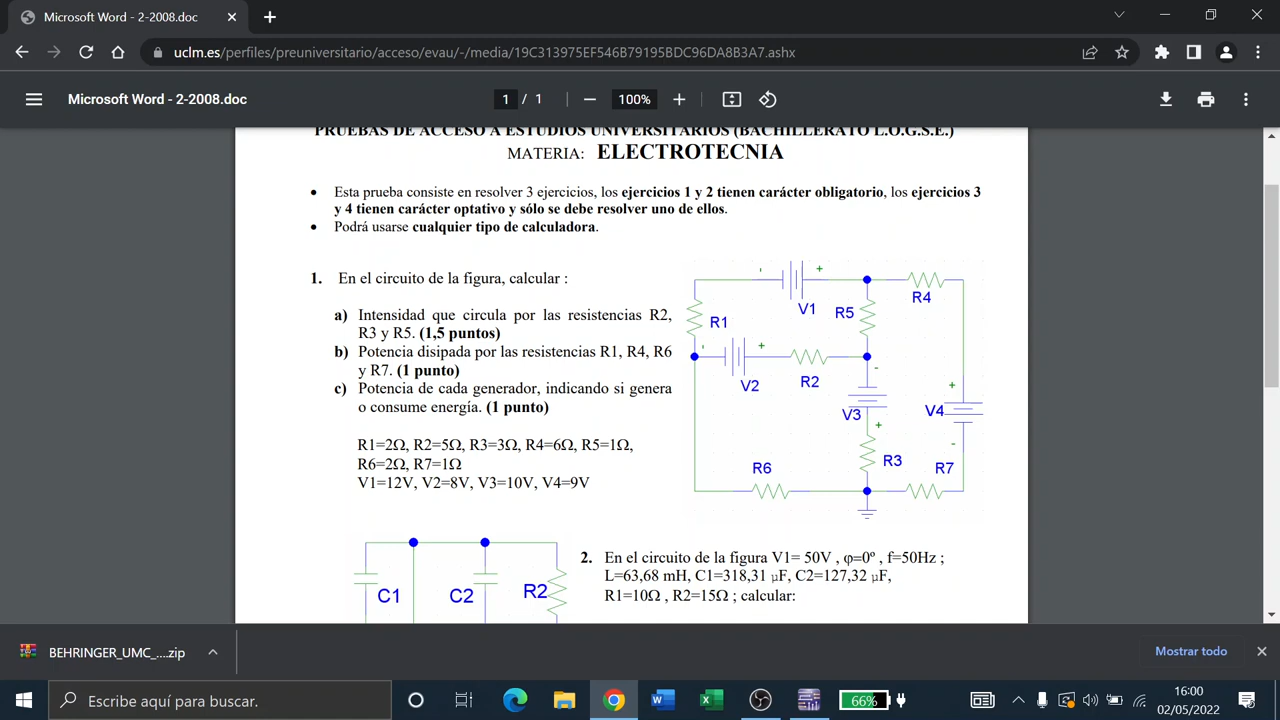 Microsoft Word - 2-2008.doc
uclm.es/perfiles/preuniversitario/acceso/evau/-/media/19C313975EF546B79195BDC96DA8B3A7.ashx
Microsoft Word - 2-2008.doc
1 / 1
100%
PRUEBAS DE ACCESO A ESTUDIOS UNIVERSITARIOS (BACHILLERATO L.O.G.S.E.)
MATERIA: ELECTROTECNIA
• Esta prueba consiste en resolver 3 ejercicios, los ejercicios 1 y 2 tienen carácter obligatorio, los ejercicios 3
y 4 tienen carácter optativo y sólo se debe resolver uno de ellos.
• Podrá usarse cualquier tipo de calculadora.
1. En el circuito de la figura, calcular :
a) Intensidad que circula por las resistencias R2,
R3 y R5. (1,5 puntos)
b) Potencia disipada por las resistencias R1, R4, R6
y R7. (1 punto)
c) Potencia de cada generador, indicando si genera
o consume energía. (1 punto)
R1=2Ω, R2=5Ω, R3=3Ω, R4=6Ω, R5=1Ω,
R6=2Ω, R7=1Ω
V1=12V, V2=8V, V3=10V, V4=9V
- +
V1
R4
R5
R1
- +
V2
R2
-
V3
+
+
V4
-
R3
R6
R7
C1
C2
R2
2. En el circuito de la figura V1= 50V , φ=0º , f=50Hz ;
L=63,68 mH, C1=318,31 µF, C2=127,32 µF,
R1=10Ω , R2=15Ω ; calcular:
BEHRINGER_UMC_....zip
Mostrar todo
Escribe aquí para buscar.
66%
16:00
02/05/2022